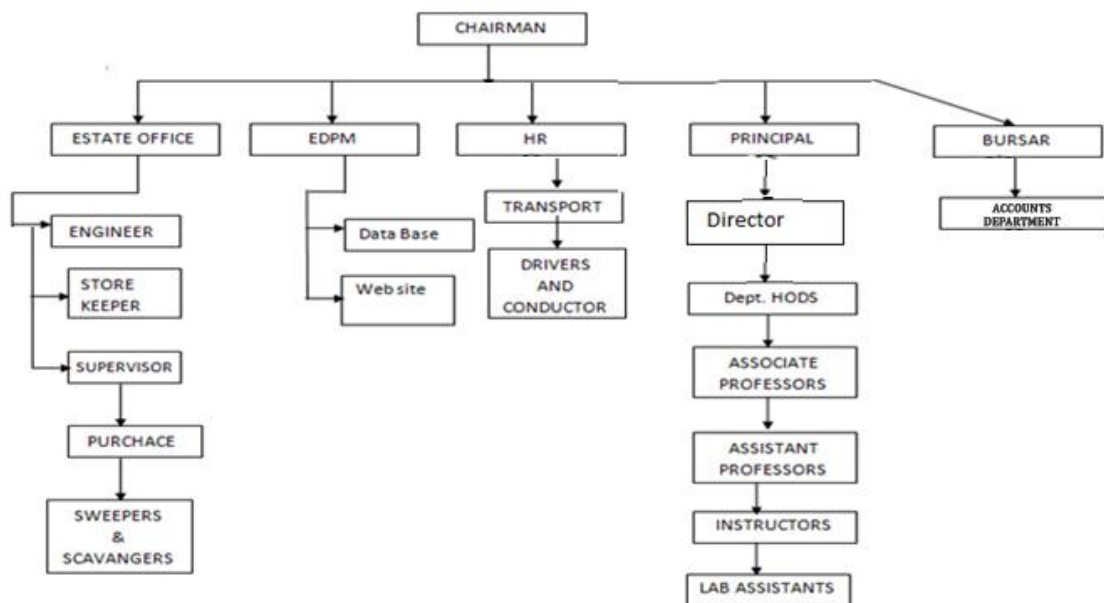 CHAIRMAN
ESTATE OFFICE
EDPM
HR
PRINCIPAL
BURSAR
ENGINEER
STORE
KEEPER
SUPERVISOR
PURCHACE
SWEEPERS
&
SCAVANGERS
Data Base
Web site
TRANSPORT
DRIVERS
AND
CONDUCTOR
Director
Dept. HODS
ASSOCIATE
PROFESSORS
ASSISTANT
PROFESSORS
INSTRUCTORS
LAB ASSISTANTS
ACCOUNTS
DEPARTMENT